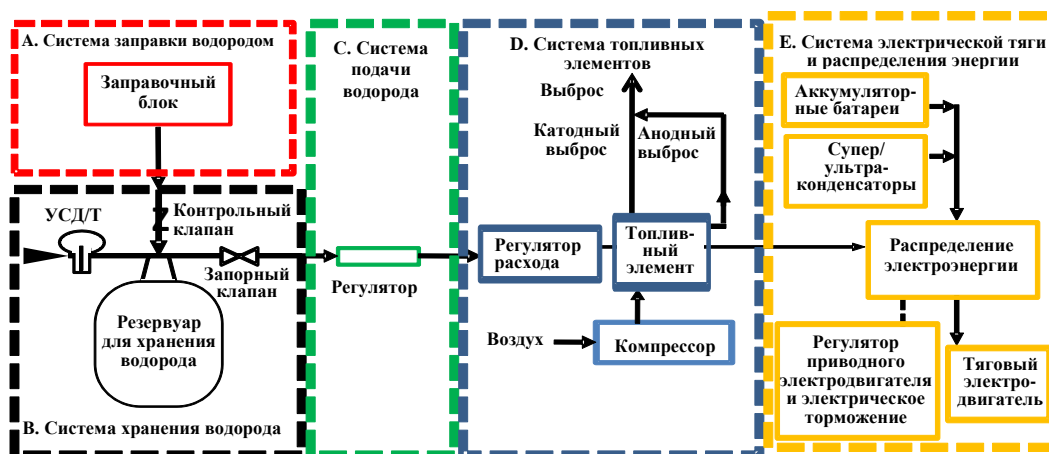 A. Система заправки водородом
Заправочный
блок
B. Система хранения водорода
УСД/Т
Контрольный
клапан
Запорный
клапан
Резервуар
для хранения
водорода
C. Система
подачи
водорода
Регулятор
D. Система топливных
элементов
Выброс
Катодный
выброс
Анодный
выброс
Регулятор
расхода
Топлив-
ный
элемент
Воздух
Компрессор
E. Система электрической тяги
и распределения энергии
Аккумулятор-
ные батареи
Супер/
ультра-
конденсаторы
Распределение
электроэнергии
Регулятор
приводного
электродвигателя
и электрическое
торможение
Тяговый
электро-
двигатель